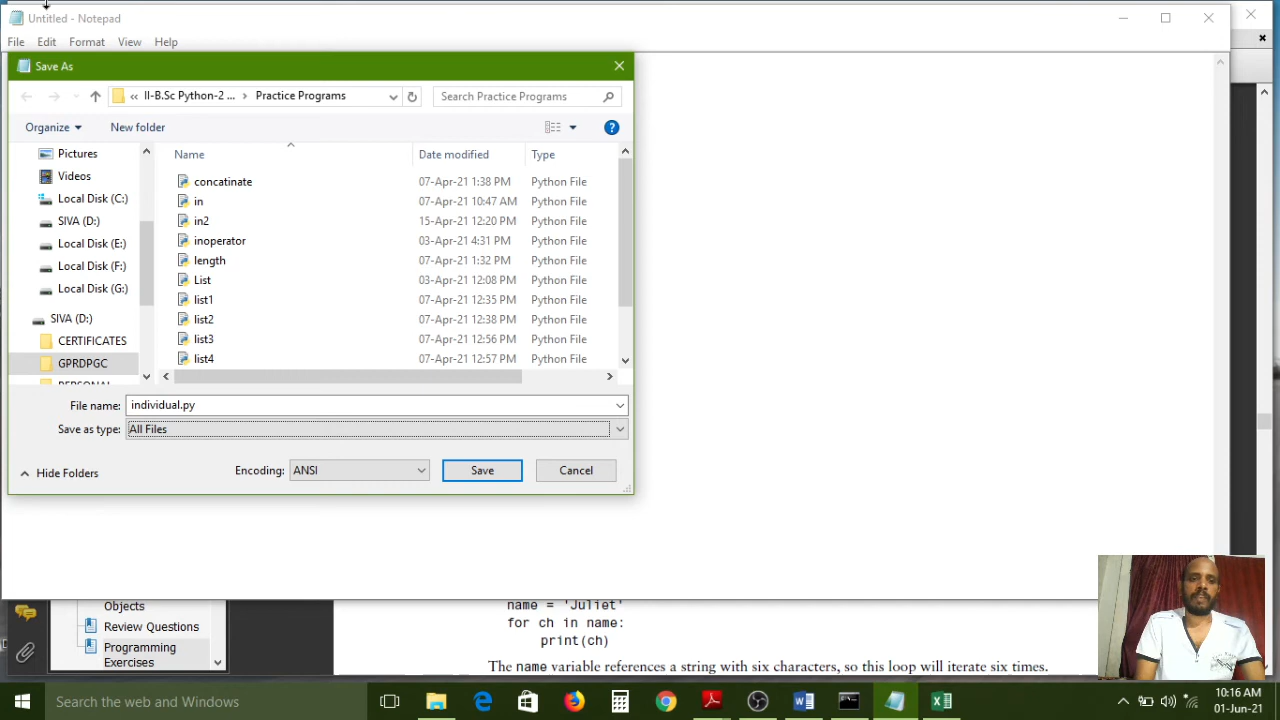 Untitled - Notepad
File Edit Format View Help
Save As
« II-B.Sc Python-2 ... › Practice Programs
Search Practice Programs
Organize New folder
Name Date modified Type
Pictures
Videos
Local Disk (C:)
SIVA (D:)
Local Disk (E:)
Local Disk (F:)
Local Disk (G:)
SIVA (D:)
CERTIFICATES
GPRDPGC
PERSONAL
concatinate 07-Apr-21 1:38 PM Python File
in 07-Apr-21 10:47 AM Python File
in2 15-Apr-21 12:20 PM Python File
inoperator 03-Apr-21 4:31 PM Python File
length 07-Apr-21 1:32 PM Python File
List 03-Apr-21 12:08 PM Python File
list1 07-Apr-21 12:35 PM Python File
list2 07-Apr-21 12:38 PM Python File
list3 07-Apr-21 12:56 PM Python File
list4 07-Apr-21 12:57 PM Python File
File name: individual.py
Save as type: All Files
Hide Folders
Encoding: ANSI
Save Cancel
Objects
Review Questions
Programming
Exercises
name = 'Juliet'
for ch in name:
print(ch)
The name variable references a string with six characters, so this loop will iterate six times.
Search the web and Windows
10:16 AM
01-Jun-21